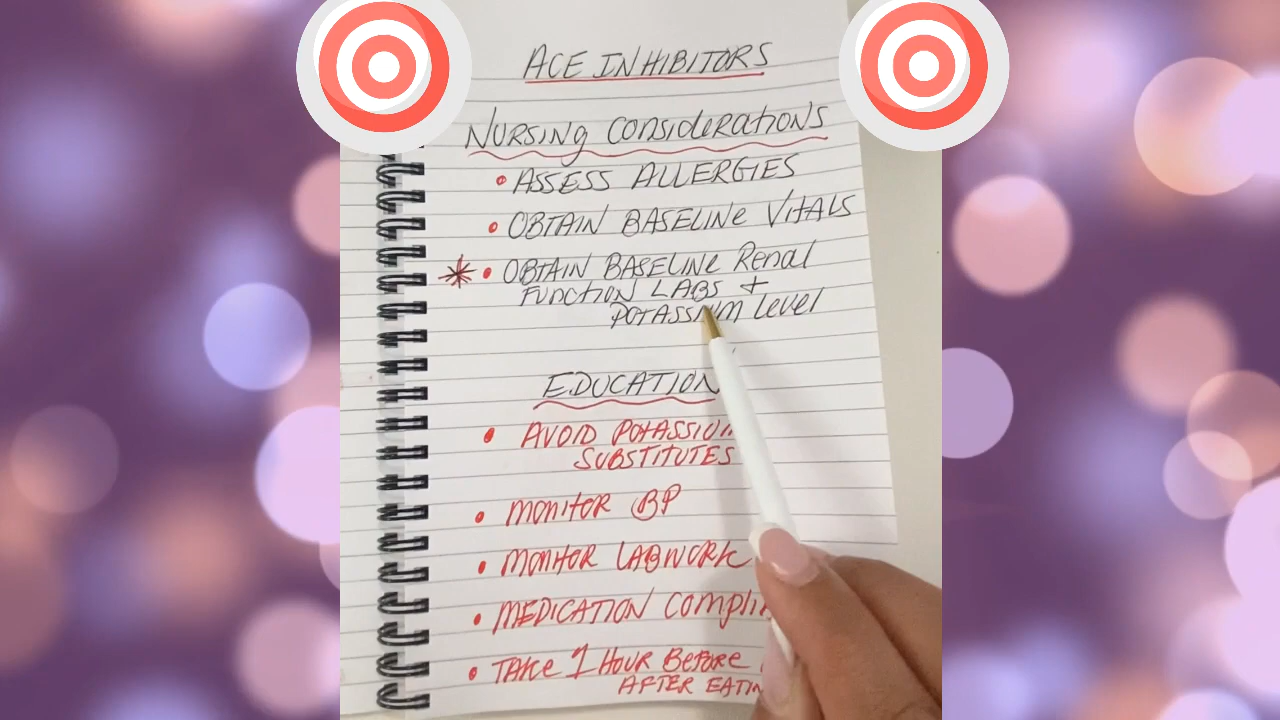 ACE INHIBITORS
NURSING CONSIDERATIONS
• ASSESS ALLERGIES
• OBTAIN BASELINE VITALS
* • OBTAIN BASELINE Renal
FUNCTION LABS +
POTASSIUM level
EDUCATION
• AVOID POTASSIUM
SUBSTITUTES
• MONITOR BP
• MONITOR LABWORK
• MEDICATION
• TAKE 1 HOUR BEFORE
AFTER